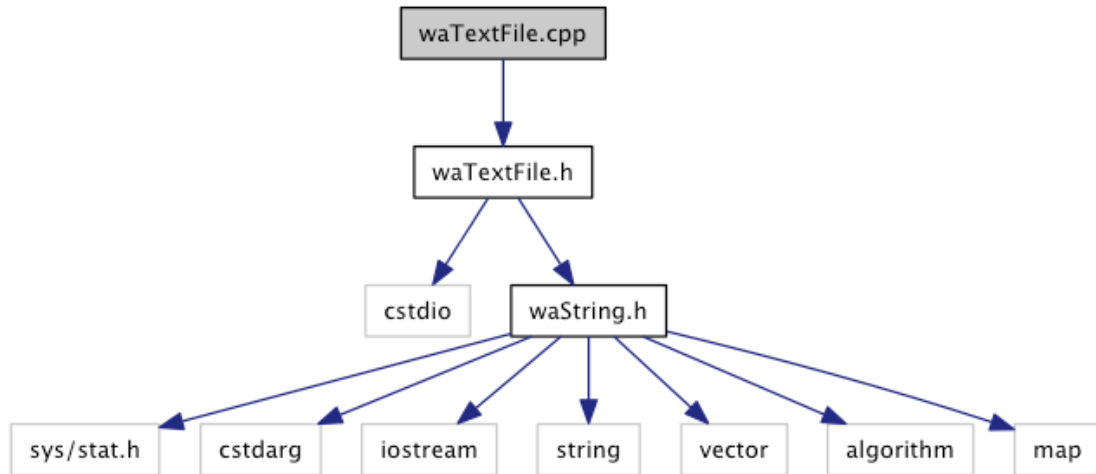 waTextFile.cpp
waTextFile.h
cstdio
waString.h
sys/stat.h
cstdarg
iostream
string
vector
algorithm
map